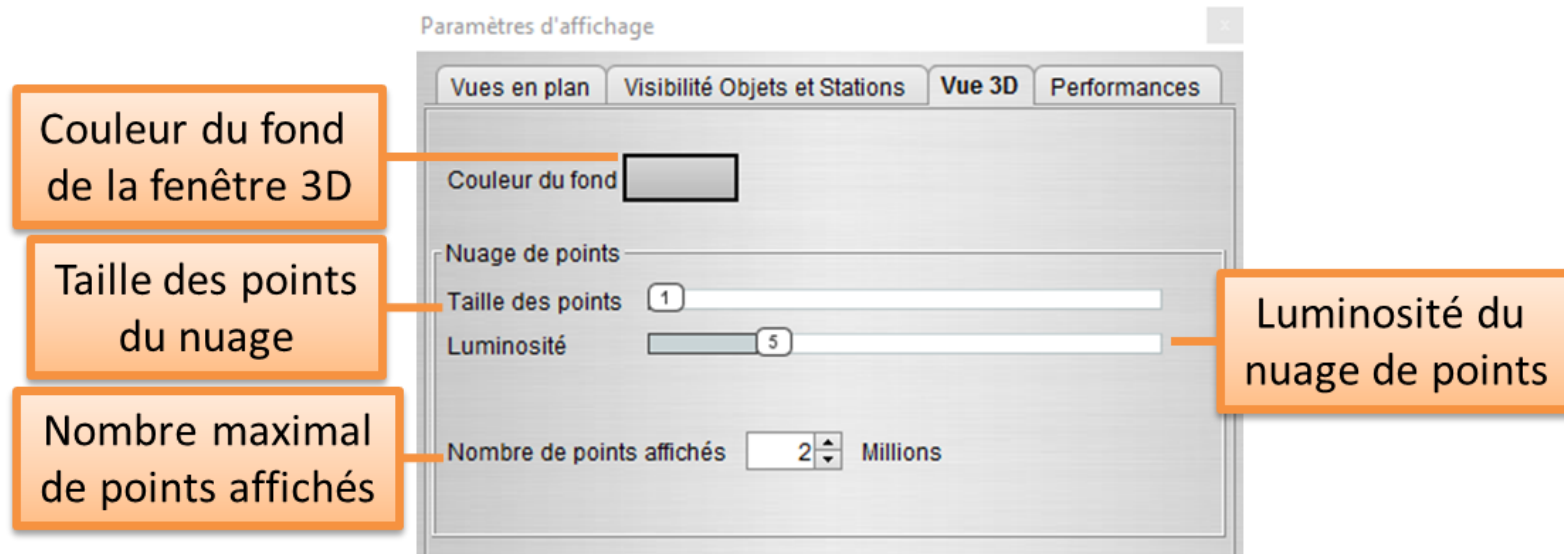 Paramètres d'affichage
x
Vues en plan
Visibilité Objets et Stations
Vue 3D
Performances
Couleur du fond
de la fenêtre 3D
Couleur du fond
Nuage de points
Taille des points
du nuage
Taille des points
1
Luminosité
5
Luminosité du
nuage de points
Nombre maximal
de points affichés
Nombre de points affichés 2 Millions